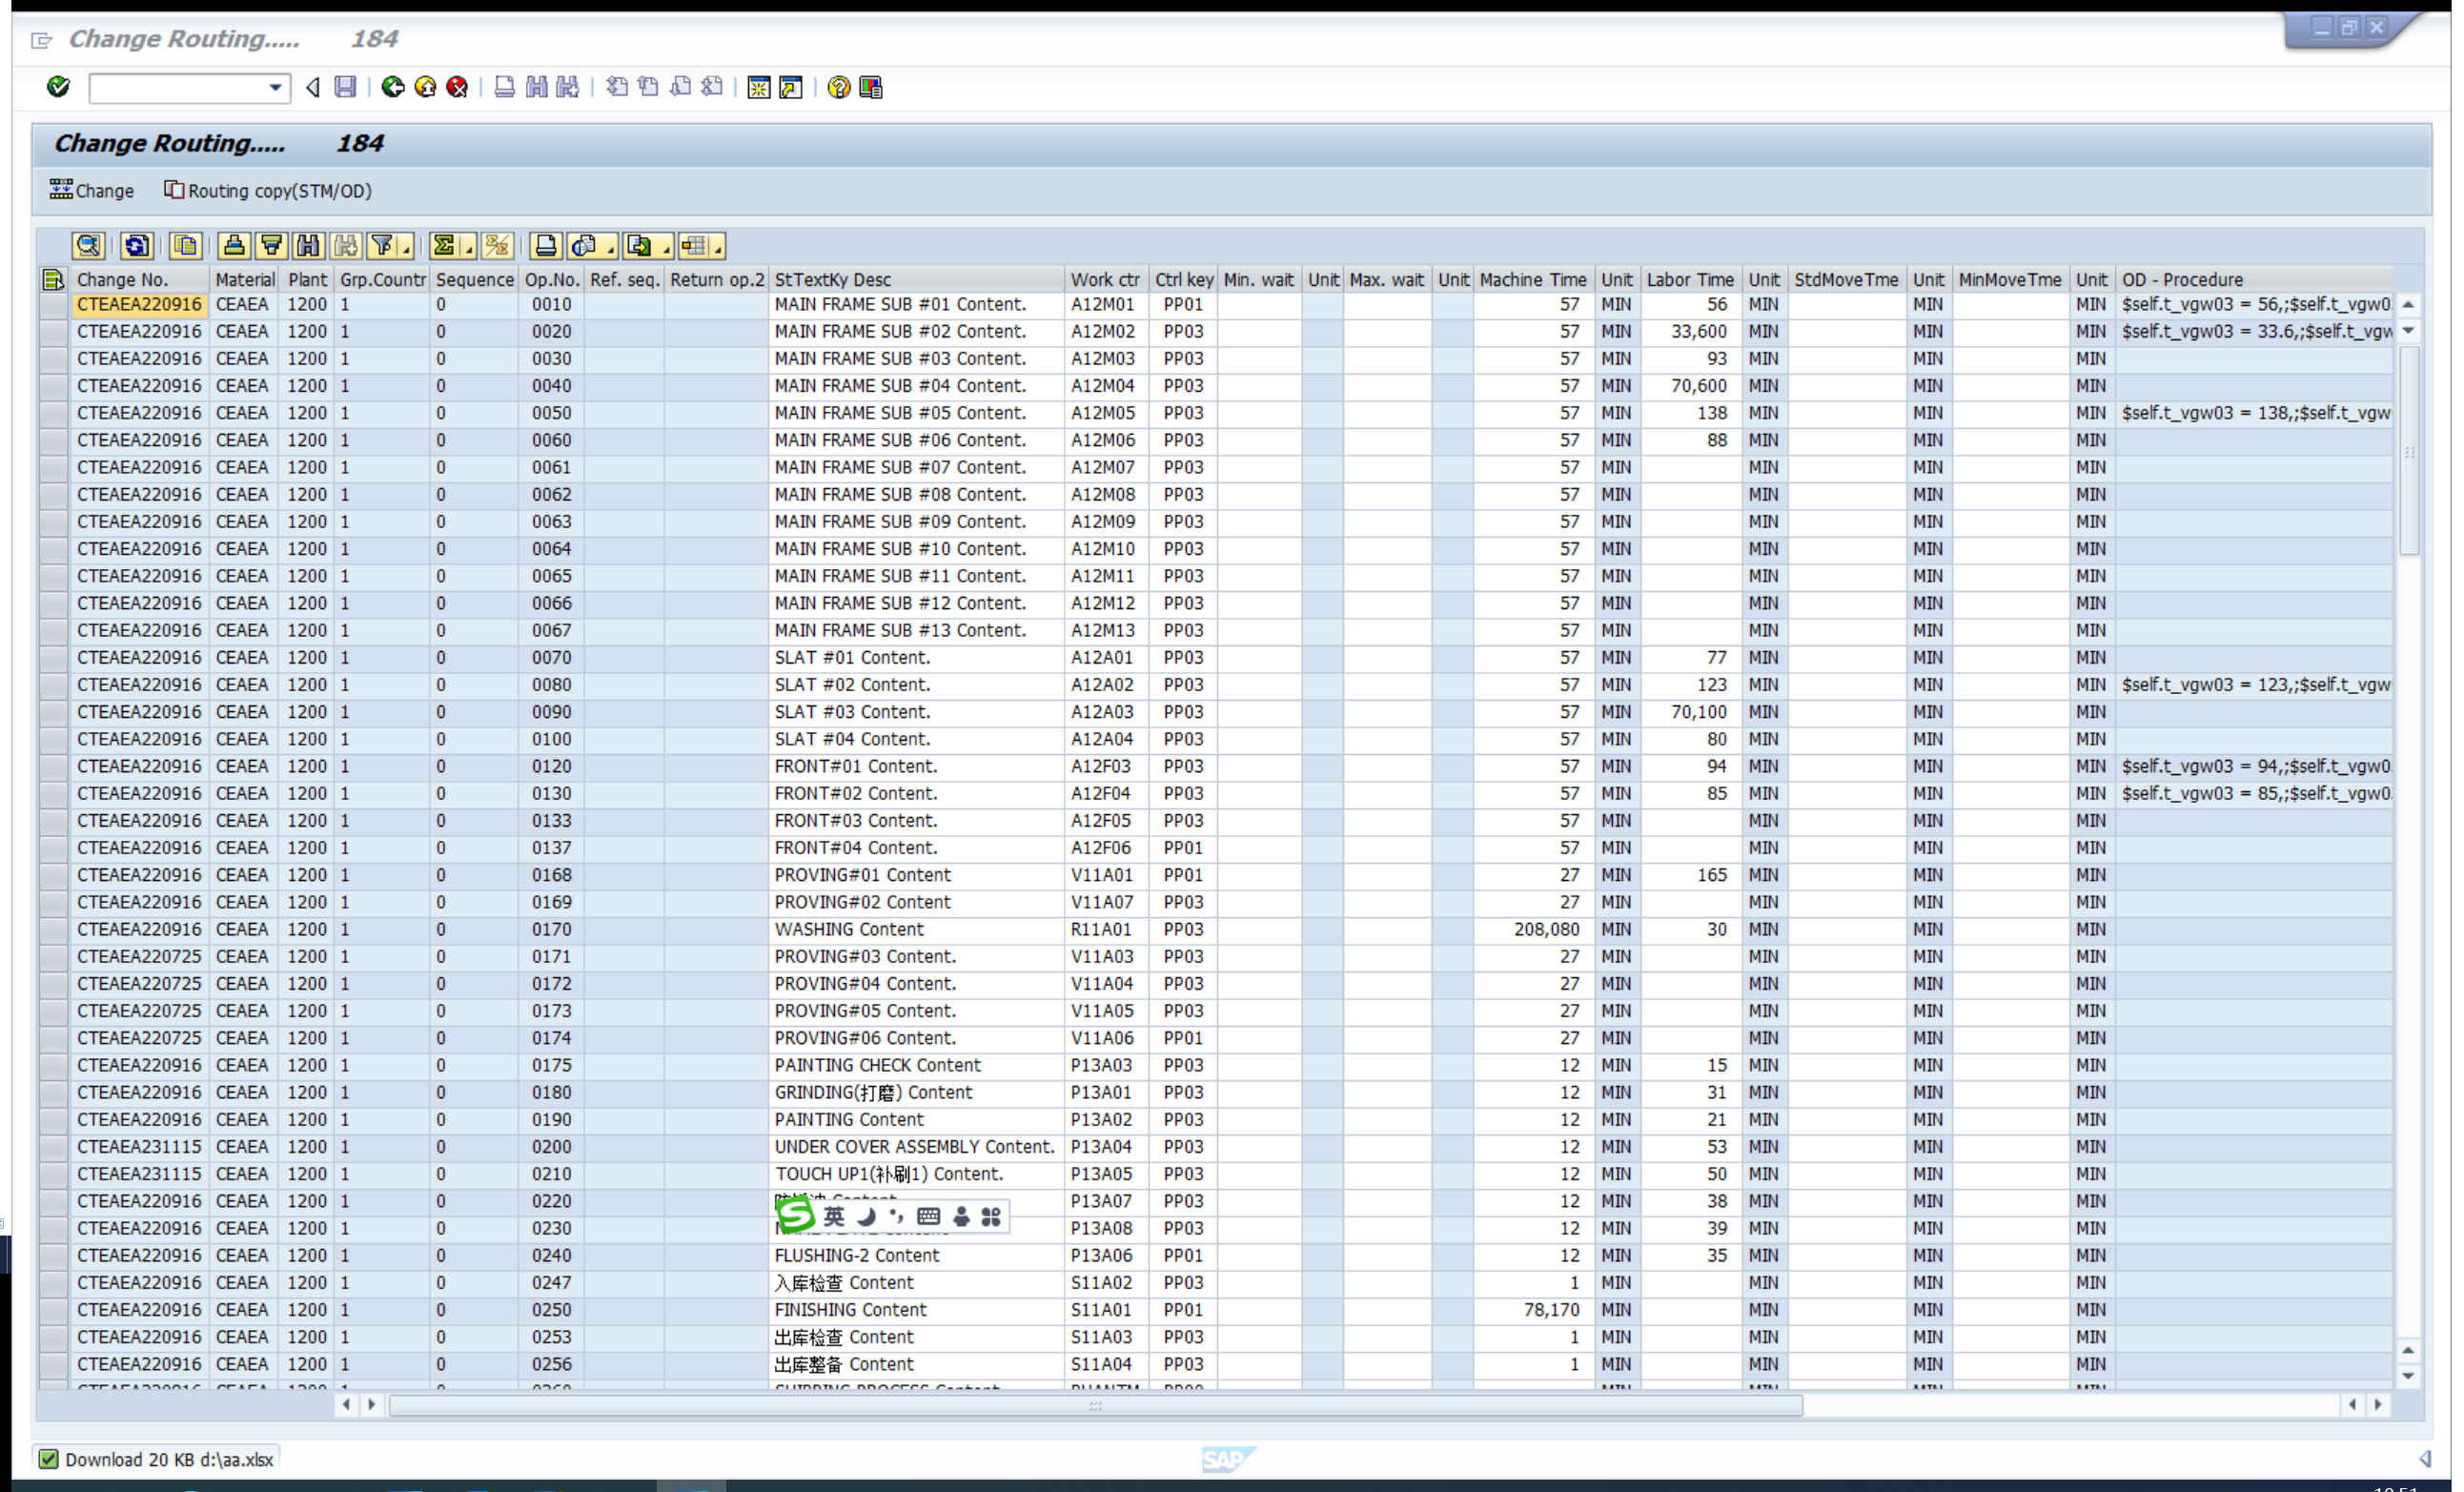 Change Routing..... 184
Change Routing..... 184
Change Routing copy(STM/OD)
Change No. Material Plant Grp.Countr Sequence Op.No. Ref. seq. Return op.2 StTextKy Desc Work ctr Ctrl key Min. wait Unit Max. wait Unit Machine Time Unit Labor Time Unit StdMoveTme Unit MinMoveTme Unit OD - Procedure
CTEAEA220916 CEAEA 1200 1 0 0010 MAIN FRAME SUB #01 Content. A12M01 PP01 57 MIN 56 MIN MIN MIN $self.t_vgw03 = 56,;$self.t_vgw0
CTEAEA220916 CEAEA 1200 1 0 0020 MAIN FRAME SUB #02 Content. A12M02 PP03 57 MIN 33,600 MIN MIN MIN $self.t_vgw03 = 33.6,;$self.t_vgw
CTEAEA220916 CEAEA 1200 1 0 0030 MAIN FRAME SUB #03 Content. A12M03 PP03 57 MIN 93 MIN MIN MIN
CTEAEA220916 CEAEA 1200 1 0 0040 MAIN FRAME SUB #04 Content. A12M04 PP03 57 MIN 70,600 MIN MIN MIN
CTEAEA220916 CEAEA 1200 1 0 0050 MAIN FRAME SUB #05 Content. A12M05 PP03 57 MIN 138 MIN MIN MIN $self.t_vgw03 = 138,;$self.t_vgw
CTEAEA220916 CEAEA 1200 1 0 0060 MAIN FRAME SUB #06 Content. A12M06 PP03 57 MIN 88 MIN MIN MIN
CTEAEA220916 CEAEA 1200 1 0 0061 MAIN FRAME SUB #07 Content. A12M07 PP03 57 MIN MIN MIN MIN
CTEAEA220916 CEAEA 1200 1 0 0062 MAIN FRAME SUB #08 Content. A12M08 PP03 57 MIN MIN MIN MIN
CTEAEA220916 CEAEA 1200 1 0 0063 MAIN FRAME SUB #09 Content. A12M09 PP03 57 MIN MIN MIN MIN
CTEAEA220916 CEAEA 1200 1 0 0064 MAIN FRAME SUB #10 Content. A12M10 PP03 57 MIN MIN MIN MIN
CTEAEA220916 CEAEA 1200 1 0 0065 MAIN FRAME SUB #11 Content. A12M11 PP03 57 MIN MIN MIN MIN
CTEAEA220916 CEAEA 1200 1 0 0066 MAIN FRAME SUB #12 Content. A12M12 PP03 57 MIN MIN MIN MIN
CTEAEA220916 CEAEA 1200 1 0 0067 MAIN FRAME SUB #13 Content. A12M13 PP03 57 MIN MIN MIN MIN
CTEAEA220916 CEAEA 1200 1 0 0070 SLAT #01 Content. A12A01 PP03 57 MIN 77 MIN MIN MIN
CTEAEA220916 CEAEA 1200 1 0 0080 SLAT #02 Content. A12A02 PP03 57 MIN 123 MIN MIN MIN $self.t_vgw03 = 123,;$self.t_vgw
CTEAEA220916 CEAEA 1200 1 0 0090 SLAT #03 Content. A12A03 PP03 57 MIN 70,100 MIN MIN MIN
CTEAEA220916 CEAEA 1200 1 0 0100 SLAT #04 Content. A12A04 PP03 57 MIN 80 MIN MIN MIN
CTEAEA220916 CEAEA 1200 1 0 0120 FRONT#01 Content. A12F03 PP03 57 MIN 94 MIN MIN MIN $self.t_vgw03 = 94,;$self.t_vgw0
CTEAEA220916 CEAEA 1200 1 0 0130 FRONT#02 Content. A12F04 PP03 57 MIN 85 MIN MIN MIN $self.t_vgw03 = 85,;$self.t_vgw0
CTEAEA220916 CEAEA 1200 1 0 0133 FRONT#03 Content. A12F05 PP03 57 MIN MIN MIN MIN
CTEAEA220916 CEAEA 1200 1 0 0137 FRONT#04 Content. A12F06 PP01 57 MIN MIN MIN MIN
CTEAEA220916 CEAEA 1200 1 0 0168 PROVING#01 Content V11A01 PP01 27 MIN 165 MIN MIN MIN
CTEAEA220916 CEAEA 1200 1 0 0169 PROVING#02 Content V11A07 PP03 27 MIN MIN MIN MIN
CTEAEA220916 CEAEA 1200 1 0 0170 WASHING Content R11A01 PP03 208,080 MIN 30 MIN MIN MIN
CTEAEA220725 CEAEA 1200 1 0 0171 PROVING#03 Content. V11A03 PP03 27 MIN MIN MIN MIN
CTEAEA220725 CEAEA 1200 1 0 0172 PROVING#04 Content. V11A04 PP03 27 MIN MIN MIN MIN
CTEAEA220725 CEAEA 1200 1 0 0173 PROVING#05 Content. V11A05 PP03 27 MIN MIN MIN MIN
CTEAEA220725 CEAEA 1200 1 0 0174 PROVING#06 Content. V11A06 PP01 27 MIN MIN MIN MIN
CTEAEA220916 CEAEA 1200 1 0 0175 PAINTING CHECK Content P13A03 PP03 12 MIN 15 MIN MIN MIN
CTEAEA220916 CEAEA 1200 1 0 0180 GRINDING(打磨) Content P13A01 PP03 12 MIN 31 MIN MIN MIN
CTEAEA220916 CEAEA 1200 1 0 0190 PAINTING Content P13A02 PP03 12 MIN 21 MIN MIN MIN
CTEAEA231115 CEAEA 1200 1 0 0200 UNDER COVER ASSEMBLY Content. P13A04 PP03 12 MIN 53 MIN MIN MIN
CTEAEA231115 CEAEA 1200 1 0 0210 TOUCH UP1(补刷1) Content. P13A05 PP03 12 MIN 50 MIN MIN MIN
CTEAEA220916 CEAEA 1200 1 0 0220 P13A07 PP03 12 MIN 38 MIN MIN MIN
英
CTEAEA220916 CEAEA 1200 1 0 0230 P13A08 PP03 12 MIN 39 MIN MIN MIN
CTEAEA220916 CEAEA 1200 1 0 0240 FLUSHING-2 Content P13A06 PP01 12 MIN 35 MIN MIN MIN
CTEAEA220916 CEAEA 1200 1 0 0247 入库检查 Content S11A02 PP03 1 MIN MIN MIN MIN
CTEAEA220916 CEAEA 1200 1 0 0250 FINISHING Content S11A01 PP01 78,170 MIN MIN MIN MIN
CTEAEA220916 CEAEA 1200 1 0 0253 出库检查 Content S11A03 PP03 1 MIN MIN MIN MIN
CTEAEA220916 CEAEA 1200 1 0 0256 出库整备 Content S11A04 PP03 1 MIN MIN MIN MIN
Download 20 KB d:\aa.xlsx
SAP